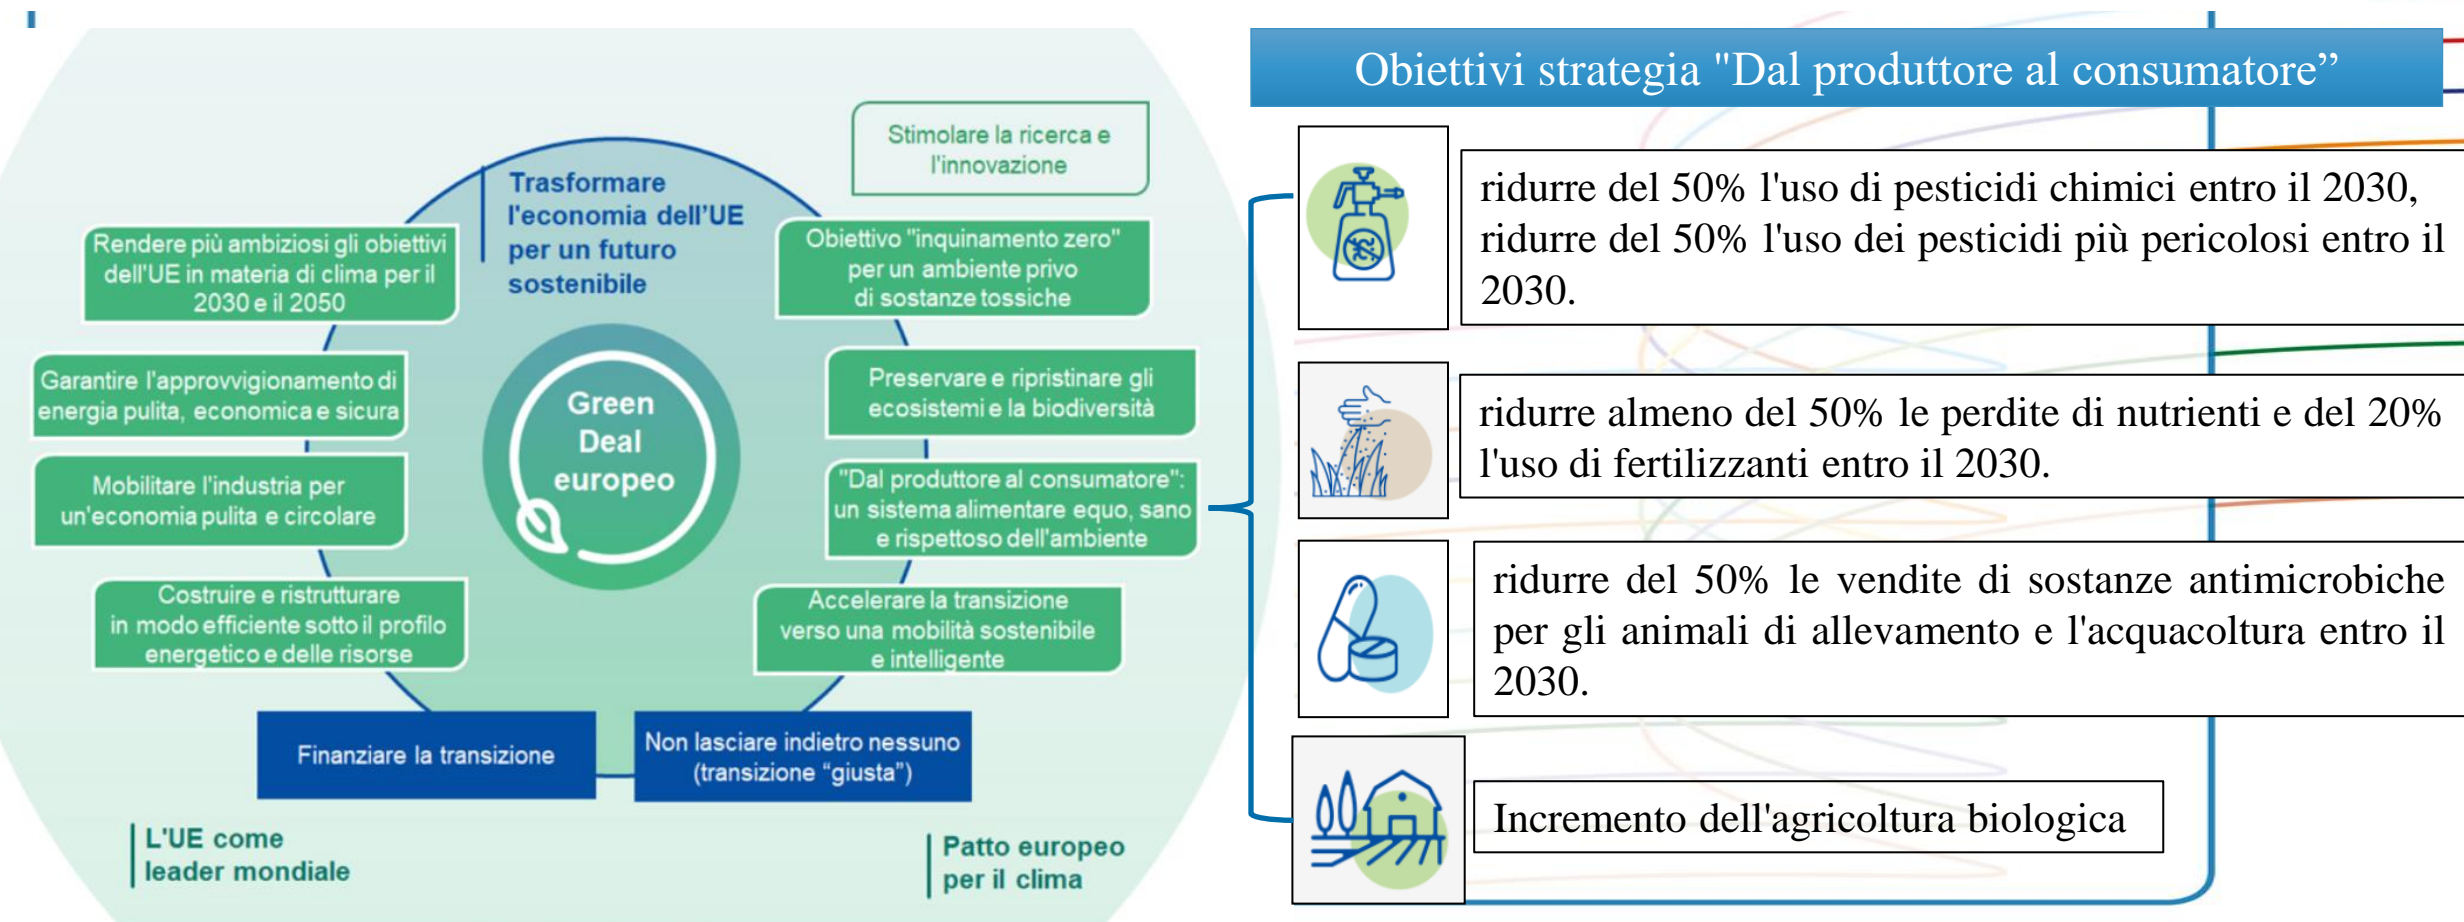 Trasformare
l'economia dell'UE
per un futuro
sostenibile
Stimolare la ricerca e
l'innovazione
Rendere più ambiziosi gli obiettivi
dell'UE in materia di clima per il
2030 e il 2050
Obiettivo "inquinamento zero"
per un ambiente privo
di sostanze tossiche
Garantire l'approvvigionamento di
energia pulita, economica e sicura
Preservare e ripristinare gli
ecosistemi e la biodiversità
Green
Deal
europeo
Mobilitare l'industria per
un'economia pulita e circolare
"Dal produttore al consumatore":
un sistema alimentare equo, sano
e rispettoso dell'ambiente
Costruire e ristrutturare
in modo efficiente sotto il profilo
energetico e delle risorse
Accelerare la transizione
verso una mobilità sostenibile
e intelligente
Finanziare la transizione
Non lasciare indietro nessuno
(transizione “giusta”)
L'UE come
leader mondiale
Patto europeo
per il clima
Obiettivi strategia "Dal produttore al consumatore”
ridurre del 50% l'uso di pesticidi chimici entro il 2030,
ridurre del 50% l'uso dei pesticidi più pericolosi entro il
2030.
ridurre almeno del 50% le perdite di nutrienti e del 20%
l'uso di fertilizzanti entro il 2030.
ridurre del 50% le vendite di sostanze antimicrobiche
per gli animali di allevamento e l'acquacoltura entro il
2030.
Incremento dell'agricoltura biologica